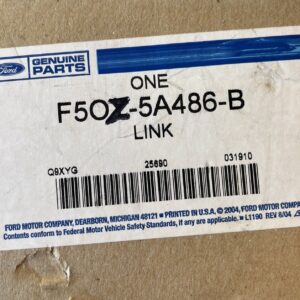 Ford
GENUINE
PARTS
ONE
F5OZ-5A486-B
LINK
Q9XYG 25690 031910
FORD MOTOR COMPANY, DEARBORN, MICHIGAN 48121 ■ PRINTED IN U.S.A. © 2004, FORD MOTOR COMPANY
Contents conform to Federal Motor Vehicle Safety Standards, if any are applicable. ■ L1190 REV 8/04